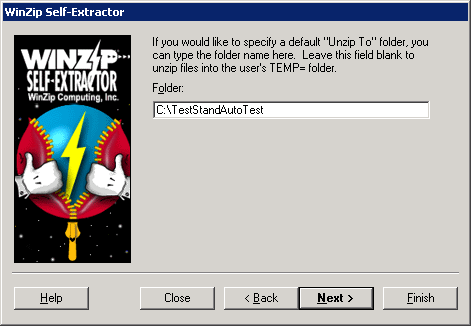 WinZip Self-Extractor
WINZIP
SELF-EXTRACTOR
WinZip Computing, Inc.
If you would like to specify a default "Unzip To" folder, you
can type the folder name here.  Leave this field blank to
unzip files into the user's TEMP= folder.
Folder:
C:\TestStandAutoTest
Help
Close
< Back
Next >
Finish